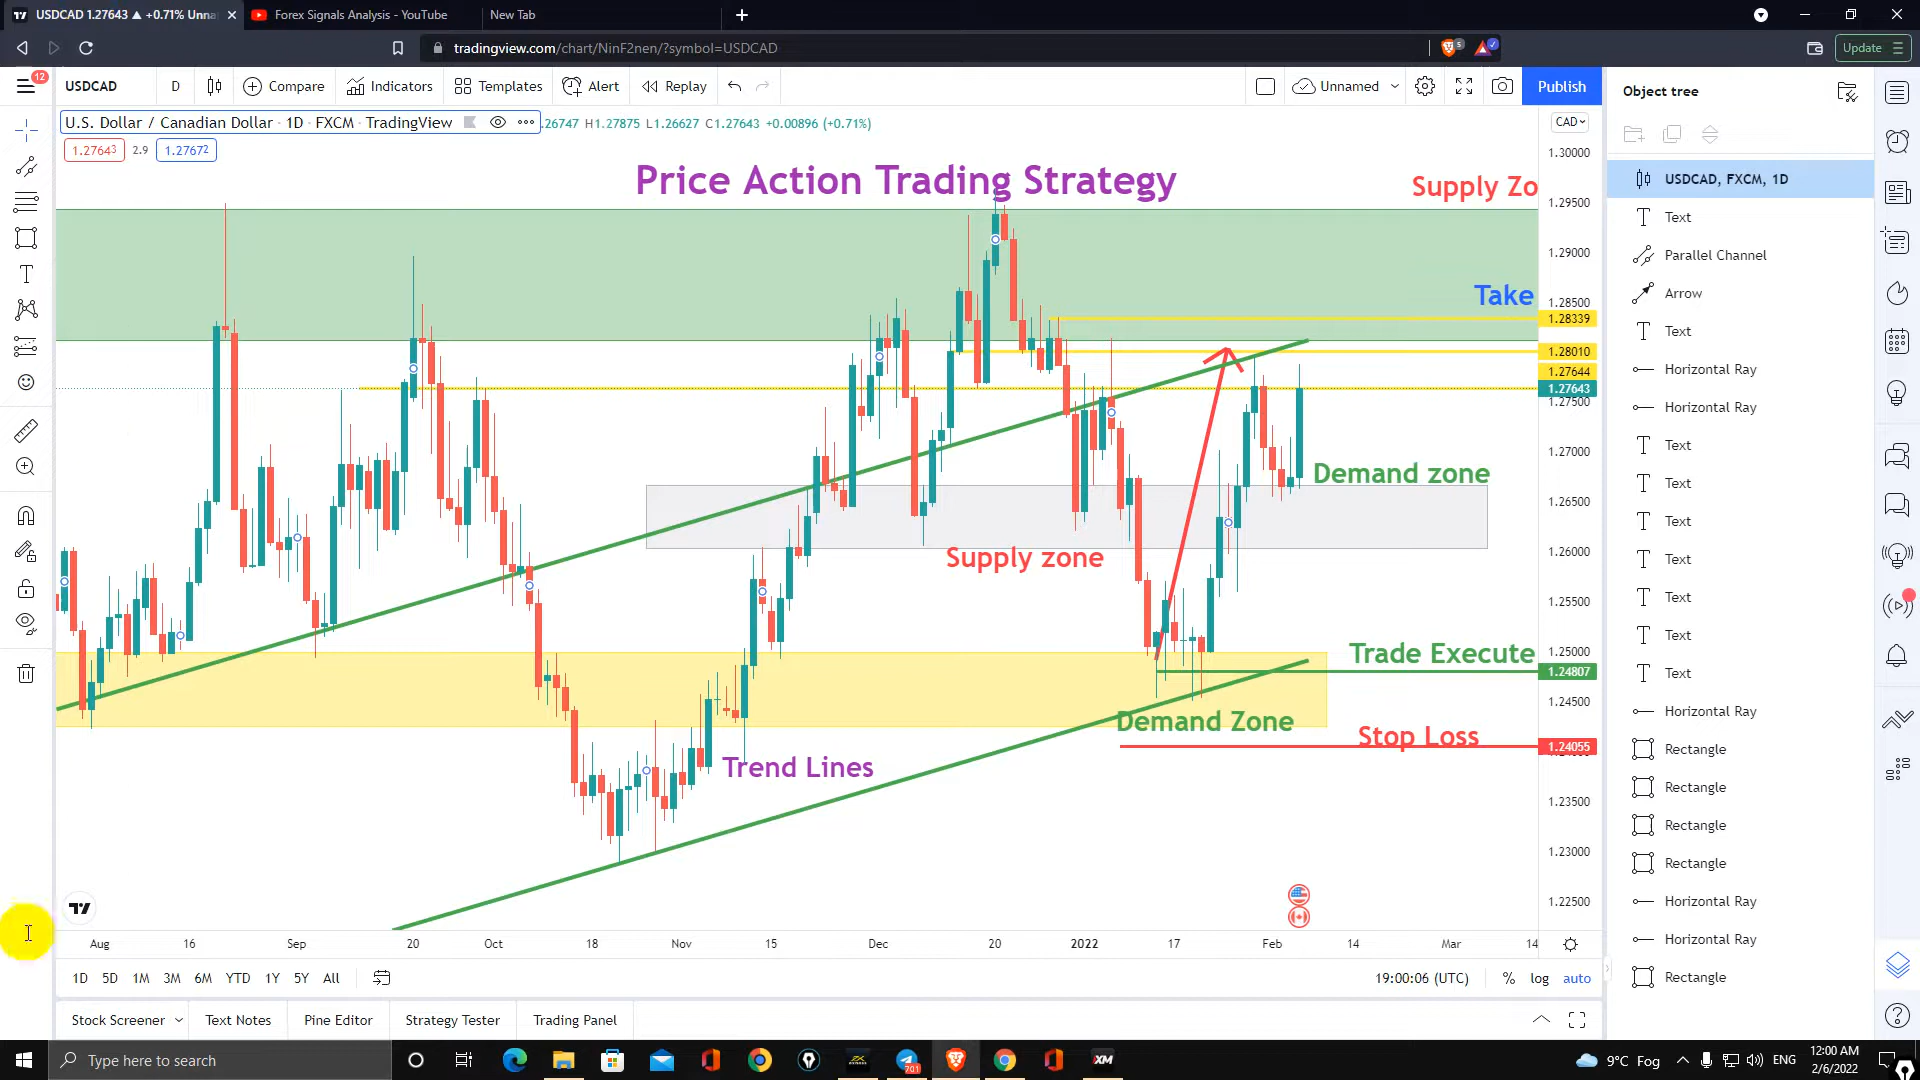 USDCAD 1.27643 ▲ +0.71% Unna
Forex Signals Analysis - YouTube
New Tab
tradingview.com/chart/NinF2nen/?symbol=USDCAD
5
Update
12
USDCAD
D
Compare
Indicators
Templates
Alert
Replay
Unnamed
Publish
Object tree
U.S. Dollar / Canadian Dollar · 1D · FXCM · TradingView
.26747 H1.27875 L1.26627 C1.27643 +0.00896 (+0.71%)
CAD
1.27643
2.9
1.27672
Price Action Trading Strategy
Supply Zo
Take
Demand zone
Supply zone
Trade Execute
Demand Zone
Stop Loss
Trend Lines
1.30000
1.29500
1.29000
1.28500
1.28339
1.28010
1.27644
1.27643
1.27500
1.27000
1.26500
1.26000
1.25500
1.25000
1.24807
1.24500
1.24055
1.23500
1.23000
1.22500
USDCAD, FXCM, 1D
Text
Parallel Channel
Arrow
Text
Horizontal Ray
Horizontal Ray
Text
Text
Text
Text
Text
Text
Text
Horizontal Ray
Rectangle
Rectangle
Rectangle
Rectangle
Horizontal Ray
Horizontal Ray
Rectangle
Aug 16 Sep 20 Oct 18 Nov 15 Dec 20 2022 17 Feb 14 Mar 14
1D 5D 1M 3M 6M YTD 1Y 5Y All
19:00:06 (UTC) % log auto
Stock Screener
Text Notes
Pine Editor
Strategy Tester
Trading Panel
Type here to search
701
XM
9°C Fog
ENG
12:00 AM
2/6/2022